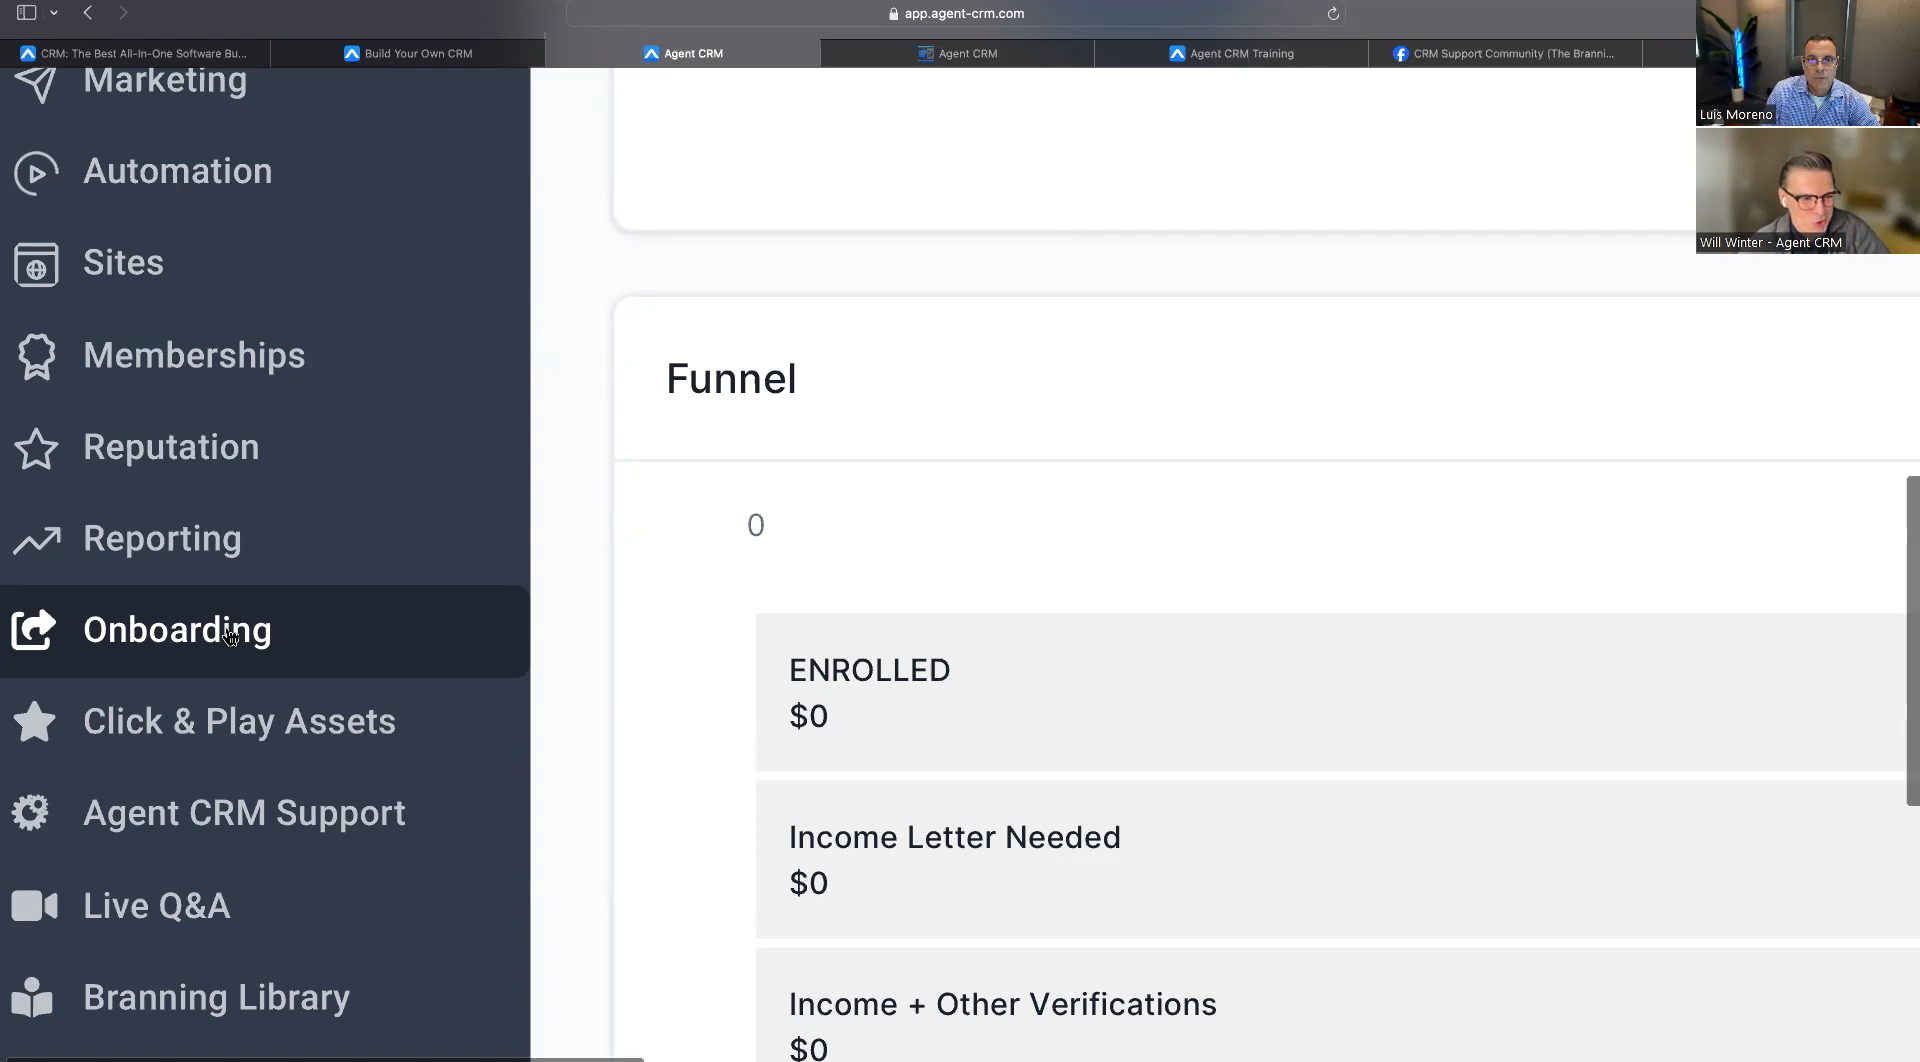 app.agent-crm.com
CRM: The Best All-In-One Software Bu...
Build Your Own CRM
Agent CRM
Agent CRM
Agent CRM Training
CRM Support Community (The Branni...
Luis Moreno
Will Winter - Agent CRM
Marketing
Automation
Sites
Memberships
Reputation
Reporting
Onboarding
Click & Play Assets
Agent CRM Support
Live Q&A
Branning Library
Funnel
0
ENROLLED
$0
Income Letter Needed
$0
Income + Other Verifications
$0